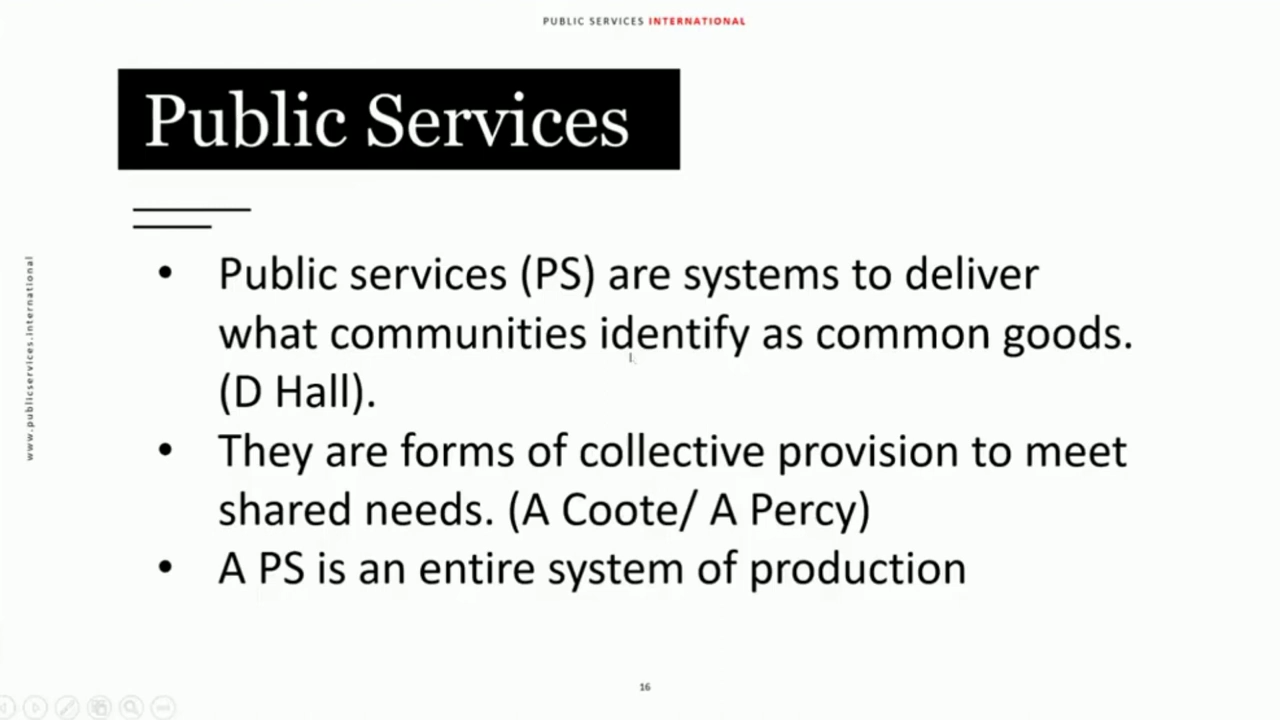 PUBLIC SERVICES INTERNATIONAL
Public Services
www.publicservices.international
• Public services (PS) are systems to deliver
what communities identify as common goods.
(D Hall).
• They are forms of collective provision to meet
shared needs. (A Coote/ A Percy)
• A PS is an entire system of production
16